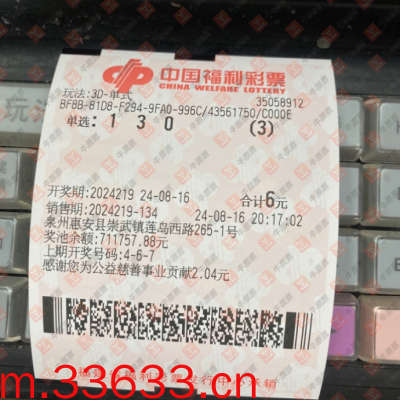 中国福利彩票
CHINA WELFARE LOTTERY
玩法:3D-单式 35058912
BF8B-81D8-F294-9FA0-996C/43561750/C000E
单选: 1 3 0 (3)
开奖期:2024219 24-08-16 合计6元
销售期:2024219-134 24-08-16 20:17:02
泉州惠安县崇武镇莲岛西路265-1号
奖池余额:711757.88元
上期开奖号码:4-6-7
感谢您为公益慈善事业贡献2.04元
m.33633.cn